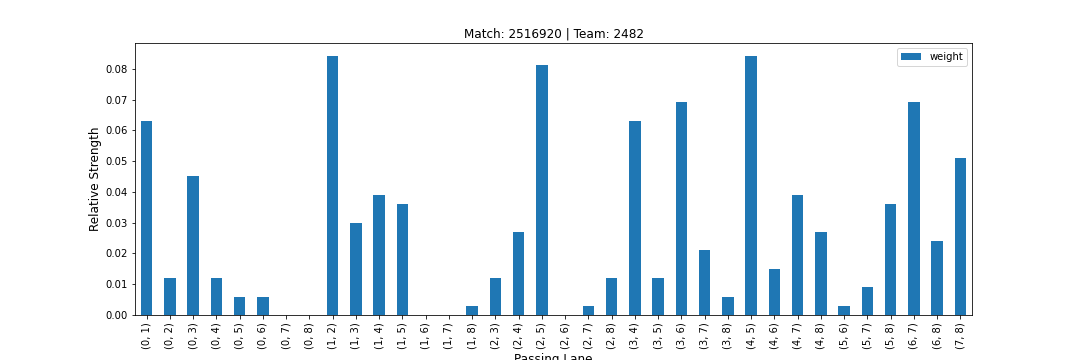 Match: 2516920 | Team: 2482
weight
Relative Strength
0.08
0.07
0.06
0.05
0.04
0.03
0.02
0.01
0.00
(0, 1) (0, 2) (0, 3) (0, 4) (0, 5) (0, 6) (0, 7) (0, 8) (1, 2) (1, 3) (1, 4) (1, 5) (1, 6) (1, 7) (1, 8) (2, 3) (2, 4) (2, 5) (2, 6) (2, 7) (2, 8) (3, 4) (3, 5) (3, 6) (3, 7) (3, 8) (4, 5) (4, 6) (4, 7) (4, 8) (5, 6) (5, 7) (5, 8) (6, 7) (6, 8) (7, 8)
Passing Lane